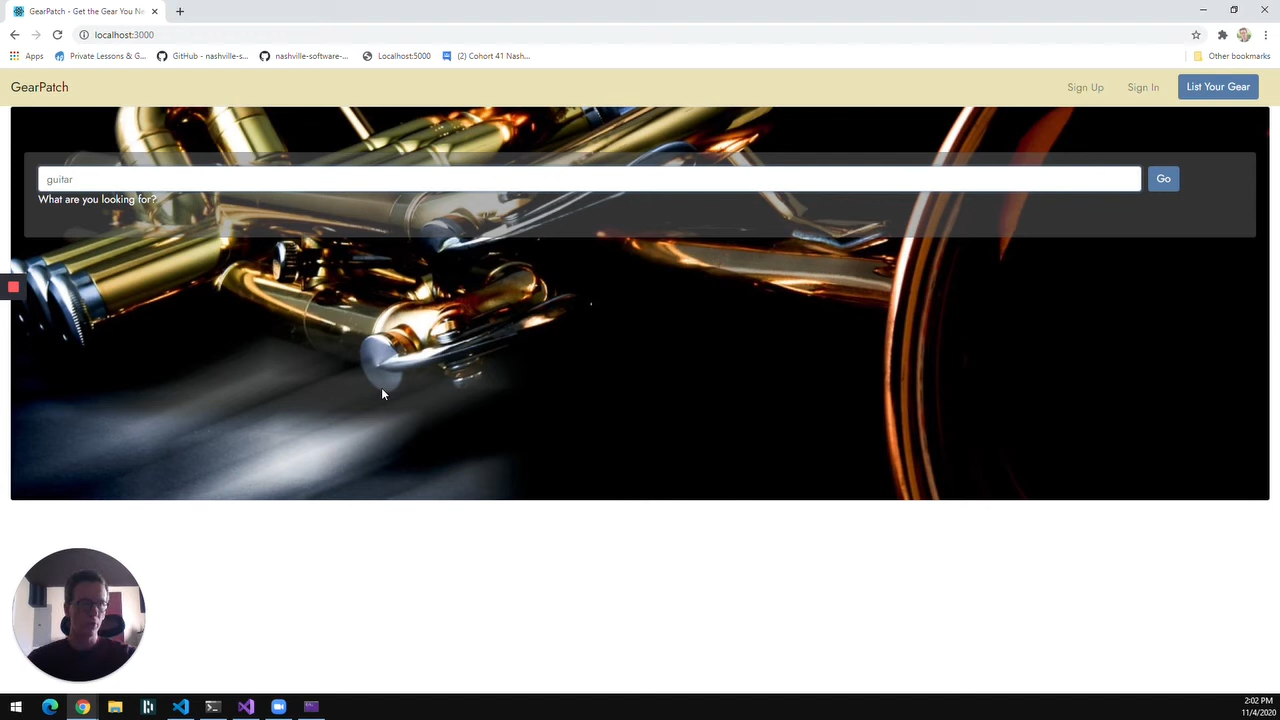 GearPatch - Get the Gear You Ne
localhost:3000
Apps
Private Lessons & G...
GitHub - nashville-s...
nashville-software-...
Localhost:5000
(2) Cohort 41 Nash...
Other bookmarks
GearPatch
Sign Up
Sign In
List Your Gear
guitar
Go
What are you looking for?
2:02 PM
11/4/2020